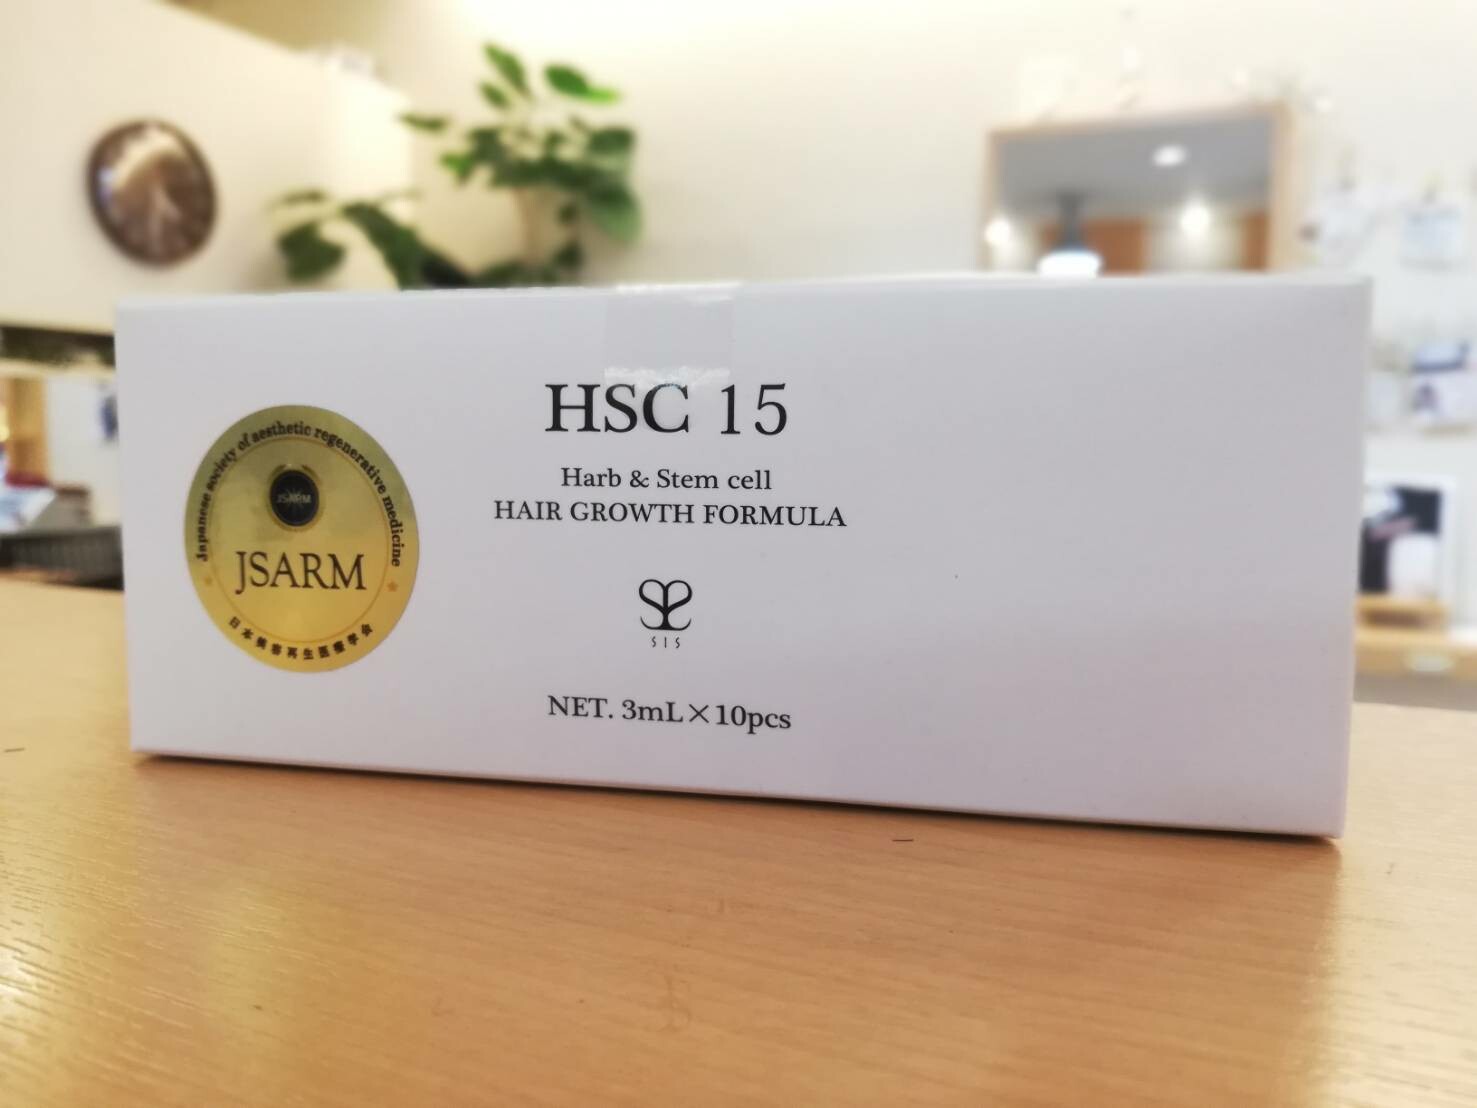 Japanese society of aesthetic regenerative medicine
JSARM
JSARM
日本美容再生医療学会
HSC 15
Harb & Stem cell
HAIR GROWTH FORMULA
SIS
NET. 3mL×10pcs